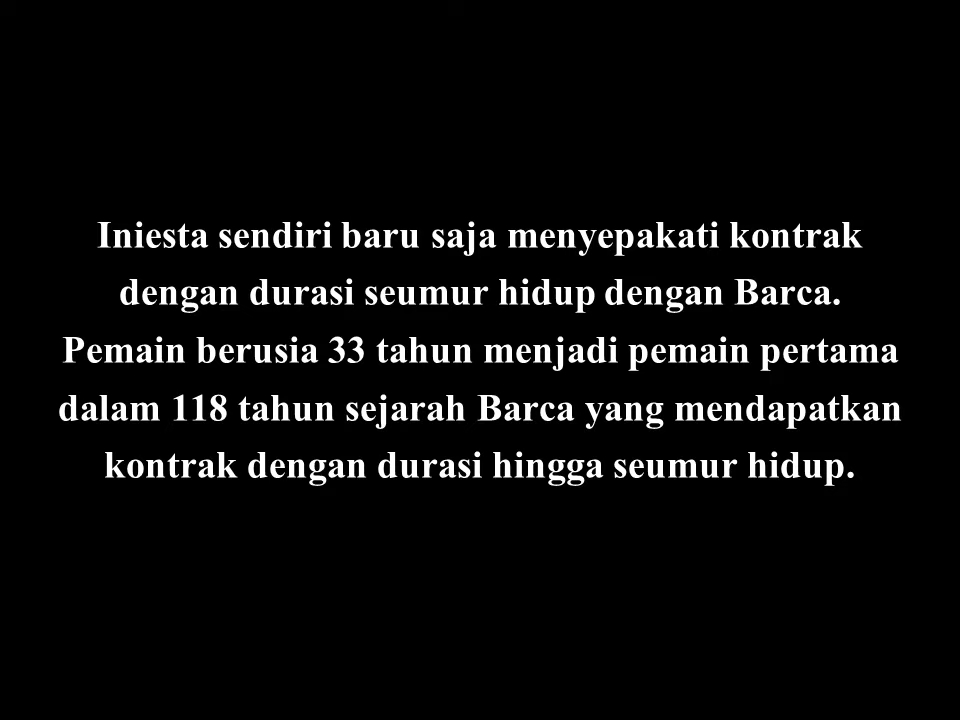 Iniesta sendiri baru saja menyepakati kontrak
dengan durasi seumur hidup dengan Barca.
Pemain berusia 33 tahun menjadi pemain pertama
dalam 118 tahun sejarah Barca yang mendapatkan
kontrak dengan durasi hingga seumur hidup.